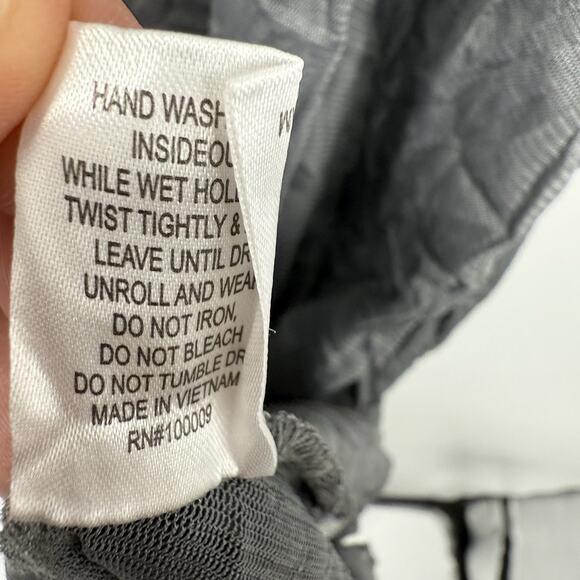 HAND WASH
INSIDEOU
WHILE WET HOL
TWIST TIGHTLY &
LEAVE UNTIL DR
UNROLL AND WEAR
DO NOT IRON,
DO NOT BLEACH
DO NOT TUMBLE DR
MADE IN VIETNAM
RN#100009